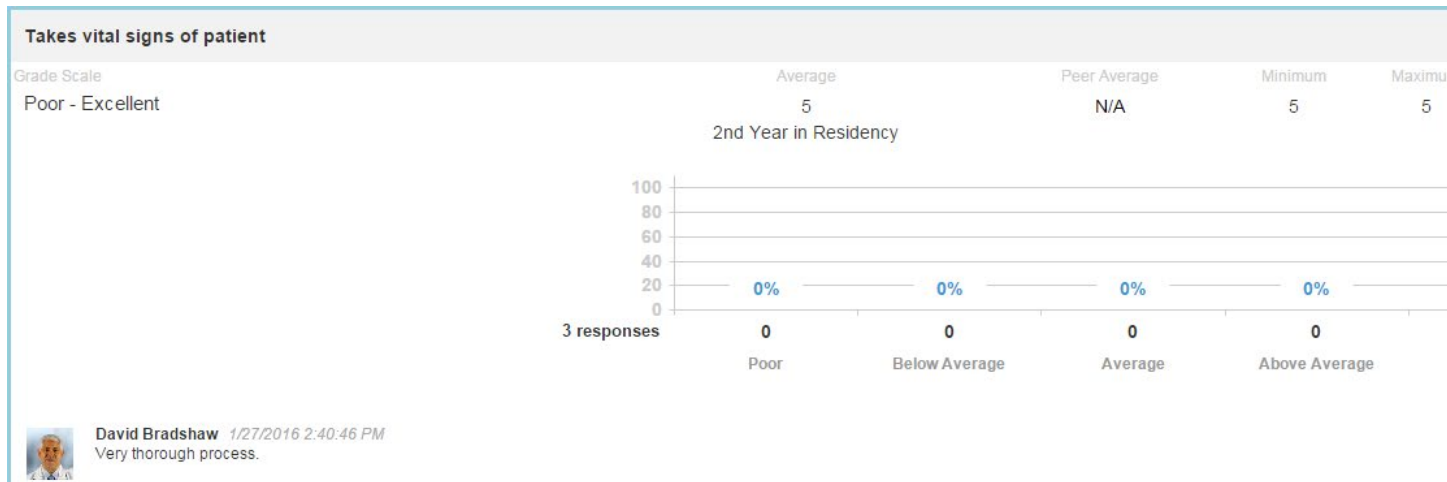 Takes vital signs of patient
Grade Scale Average Peer Average Minimum Maximu
Poor - Excellent 5 N/A 5 5
2nd Year in Residency
100
80
60
40
20
0% 0% 0% 0%
0
3 responses 0 0 0 0
Poor Below Average Average Above Average
David Bradshaw 1/27/2016 2:40:46 PM
Very thorough process.